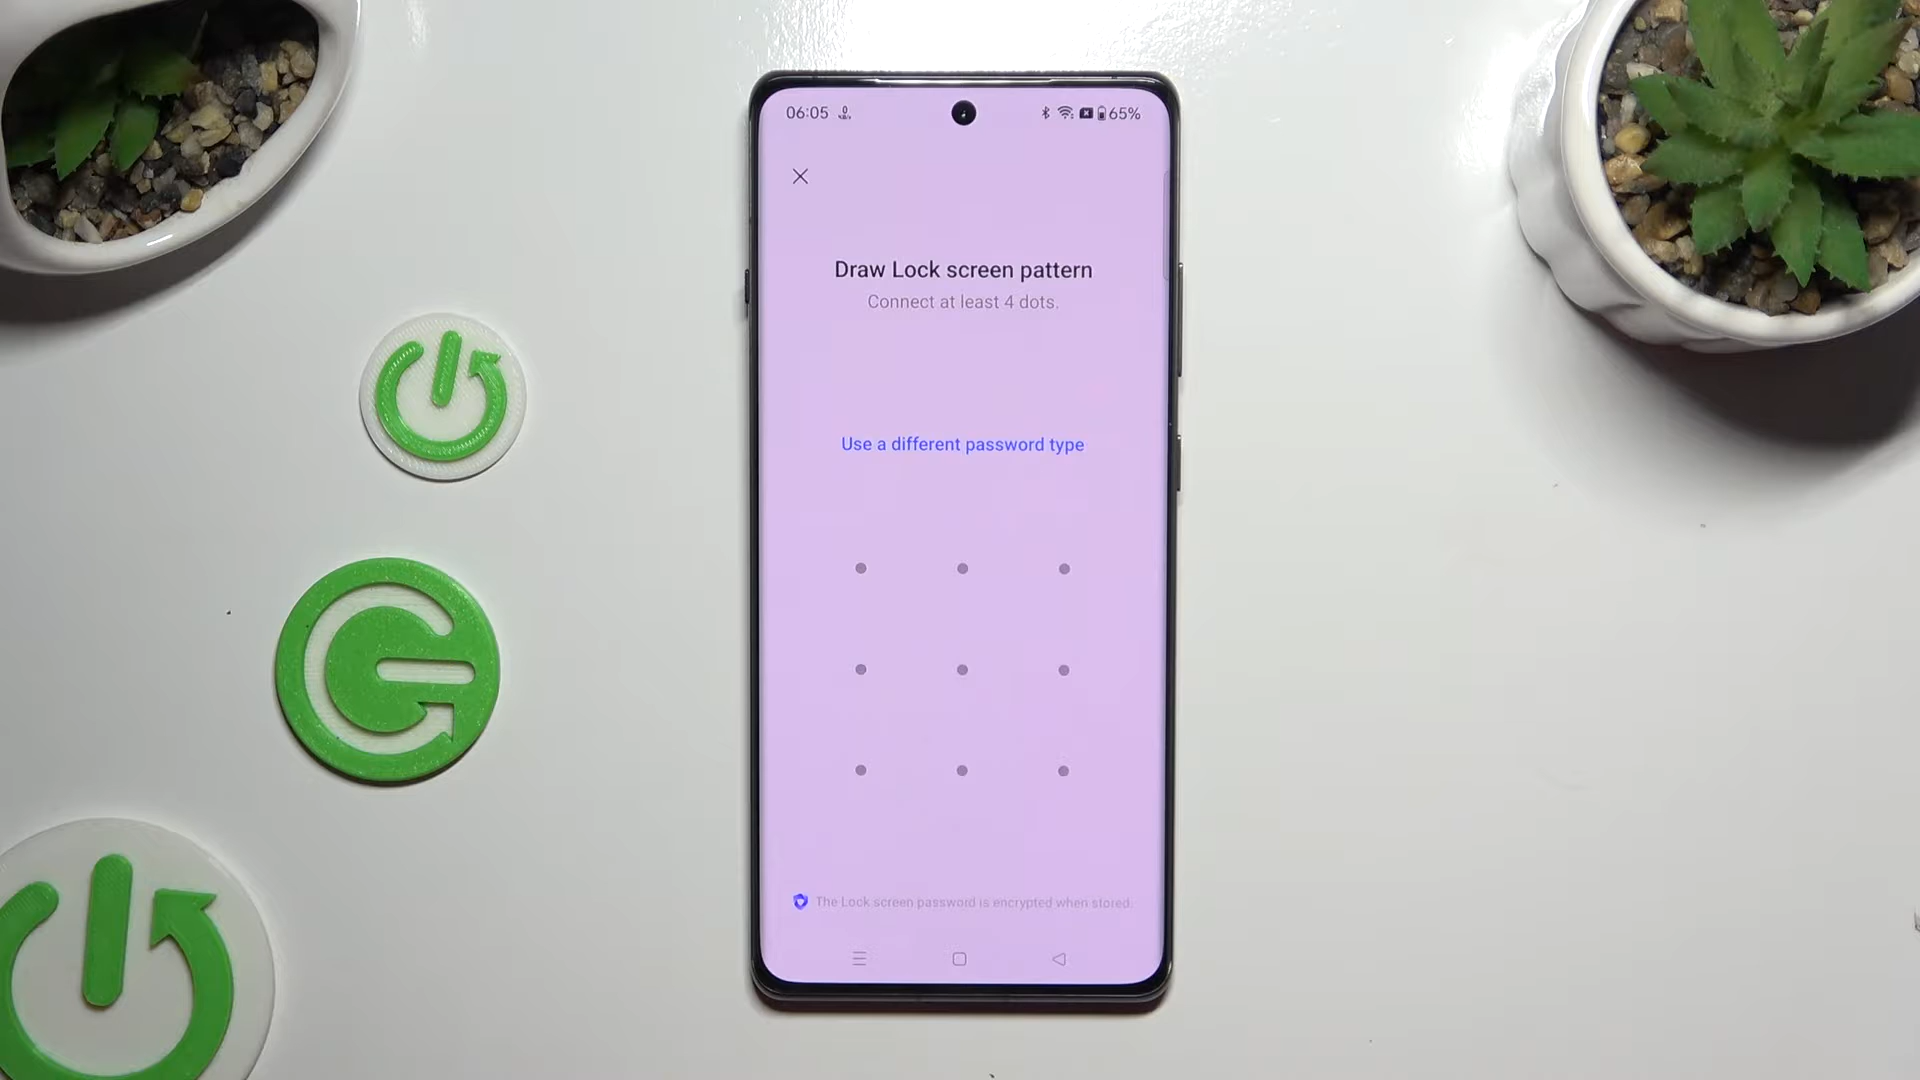 06:05 65%
Draw Lock screen pattern
Connect at least 4 dots.
Use a different password type
The Lock screen password is encrypted when stored.